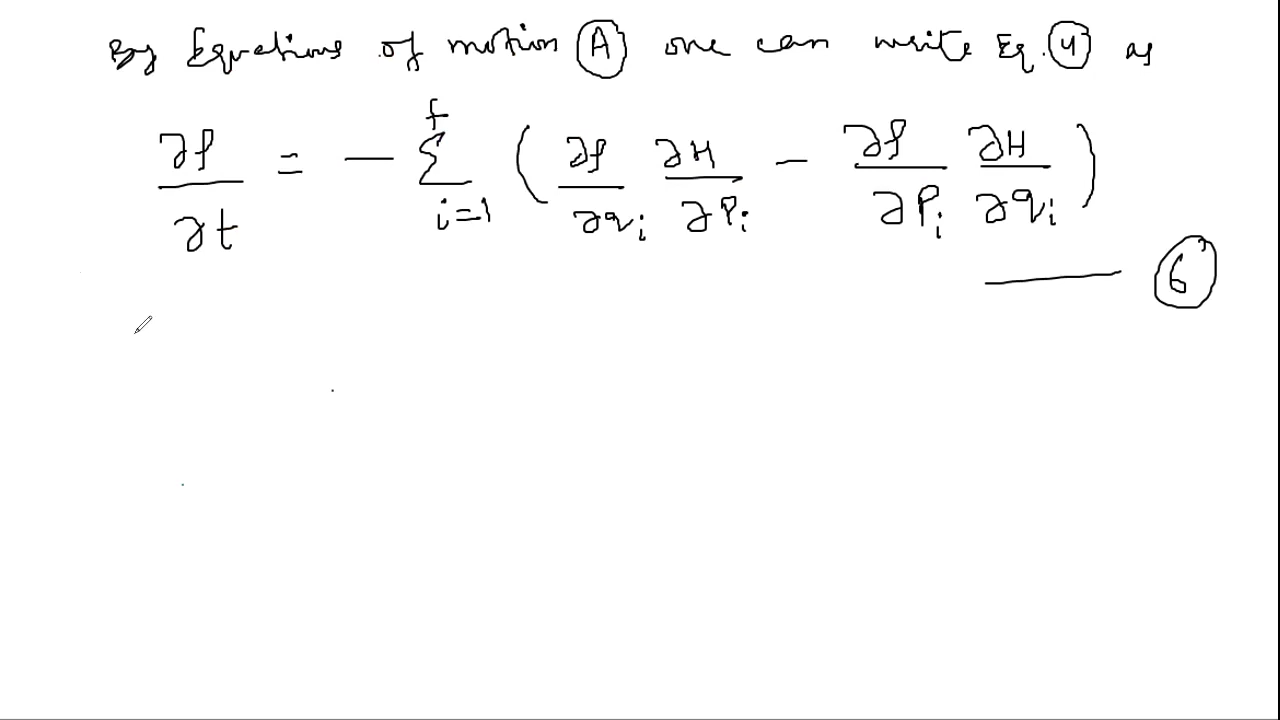 By Equations of motion (A) one can write Eq. (4) as
∂ρ/∂t = − Σ_{i=1}^{f} ( ∂ρ/∂q_i ∂H/∂p_i − ∂ρ/∂p_i ∂H/∂q_i )
—— (6)